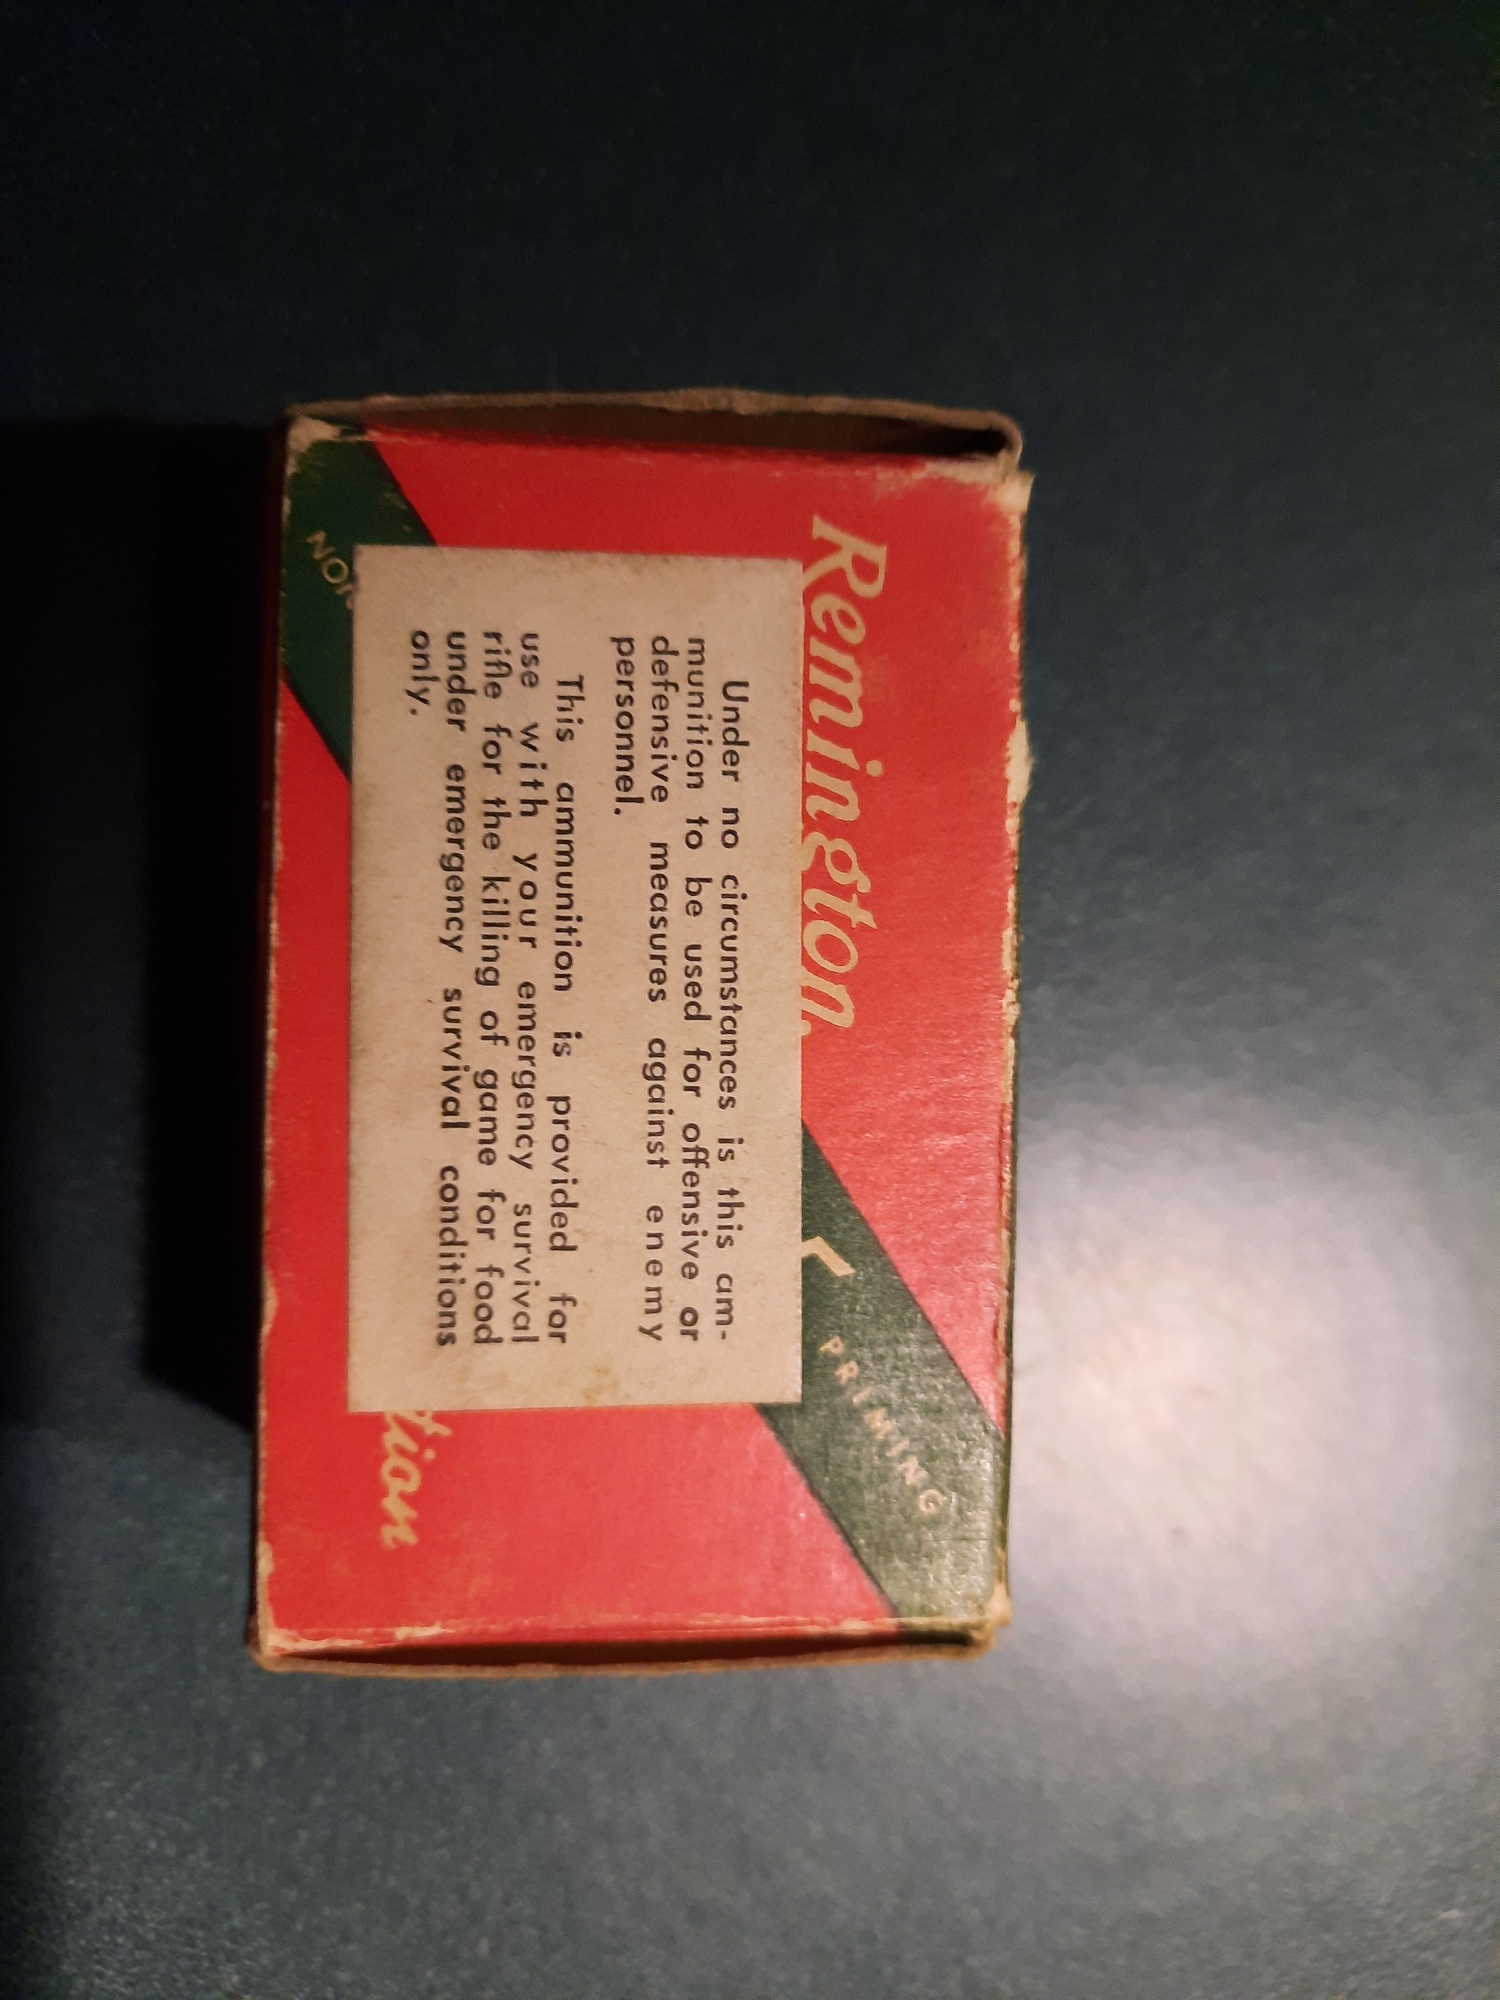 Remington.
Under no circumstances is this am-
munition to be used for offensive or
defensive measures against enemy
personnel.
This ammunition is provided for
use with your emergency survival
rifle for the killing of game for food
under emergency survival conditions
only.
PRIMING